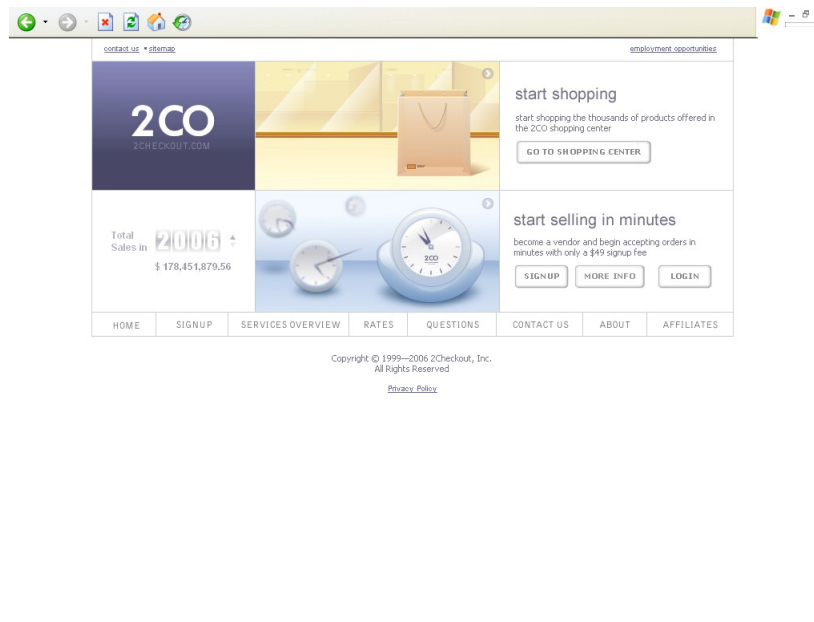 contact us • sitemap
employment opportunities
2CO
2CHECKOUT.COM
start shopping
start shopping the thousands of products offered in
the 2CO shopping center
GO TO SHOPPING CENTER
Total
Sales in 2006
$ 178,451,879.56
2CO
start selling in minutes
become a vendor and begin accepting orders in
minutes with only a $49 signup fee
SIGNUP MORE INFO LOGIN
HOME SIGNUP SERVICES OVERVIEW RATES QUESTIONS CONTACT US ABOUT AFFILIATES
Copyright © 1999—2006 2Checkout, Inc.
All Rights Reserved
Privacy Policy